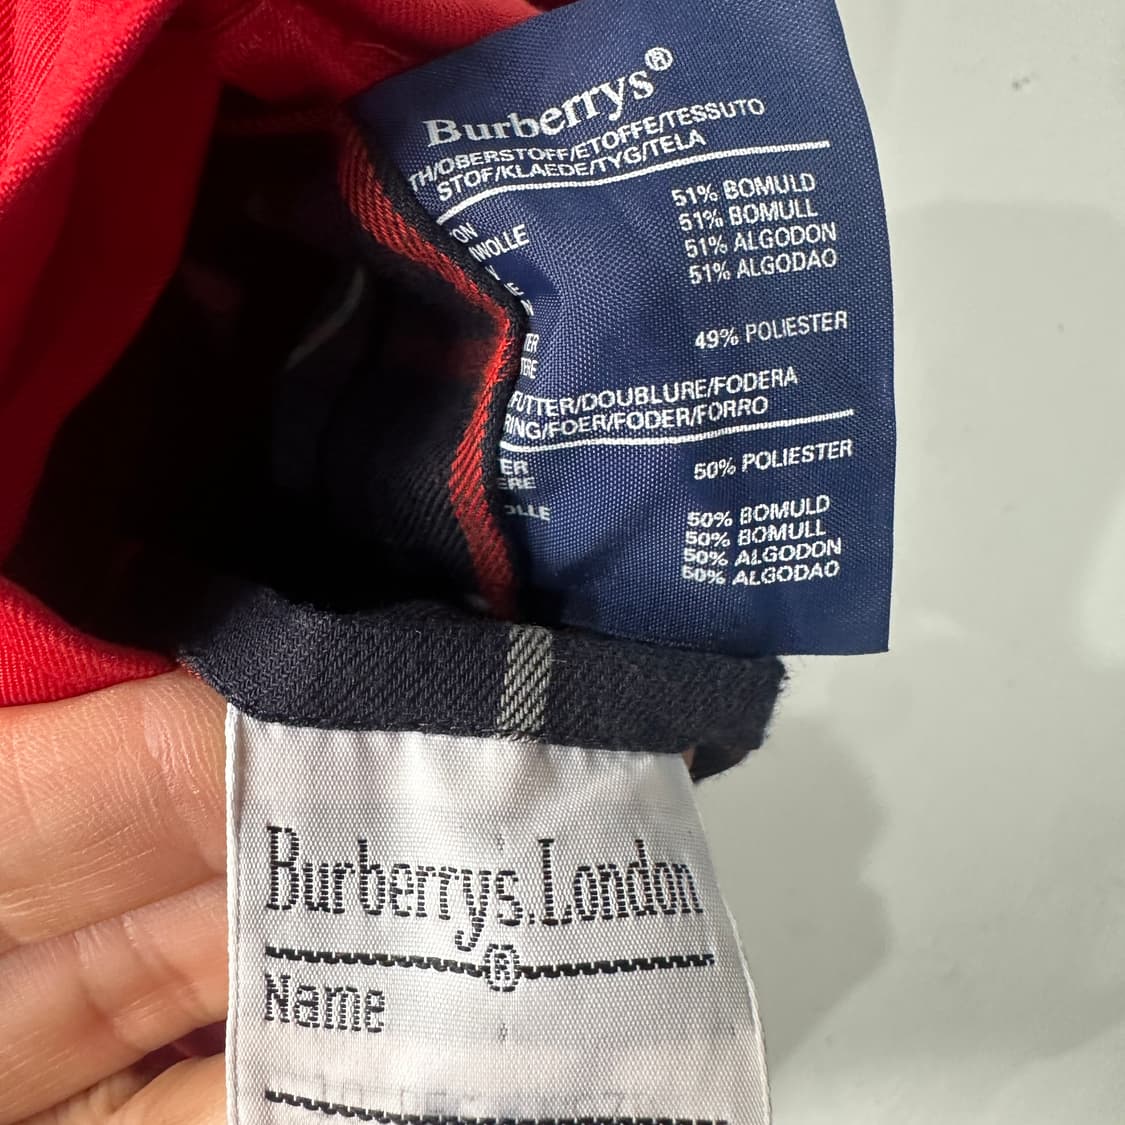 Burberrys®
TH/OBERSTOFF/ETOFFE/TESSUTO
STOF/KLAEDE/TYG/TELA
51% BOMULD
51% BOMULL
51% ALGODON
51% ALGODAO
49% POLIESTER
FUTTER/DOUBLURE/FODERA
RING/FOER/FODER/FORRO
50% POLIESTER
50% BOMULD
50% BOMULL
50% ALGODON
50% ALGODAO
Burberrys.London
®
Name